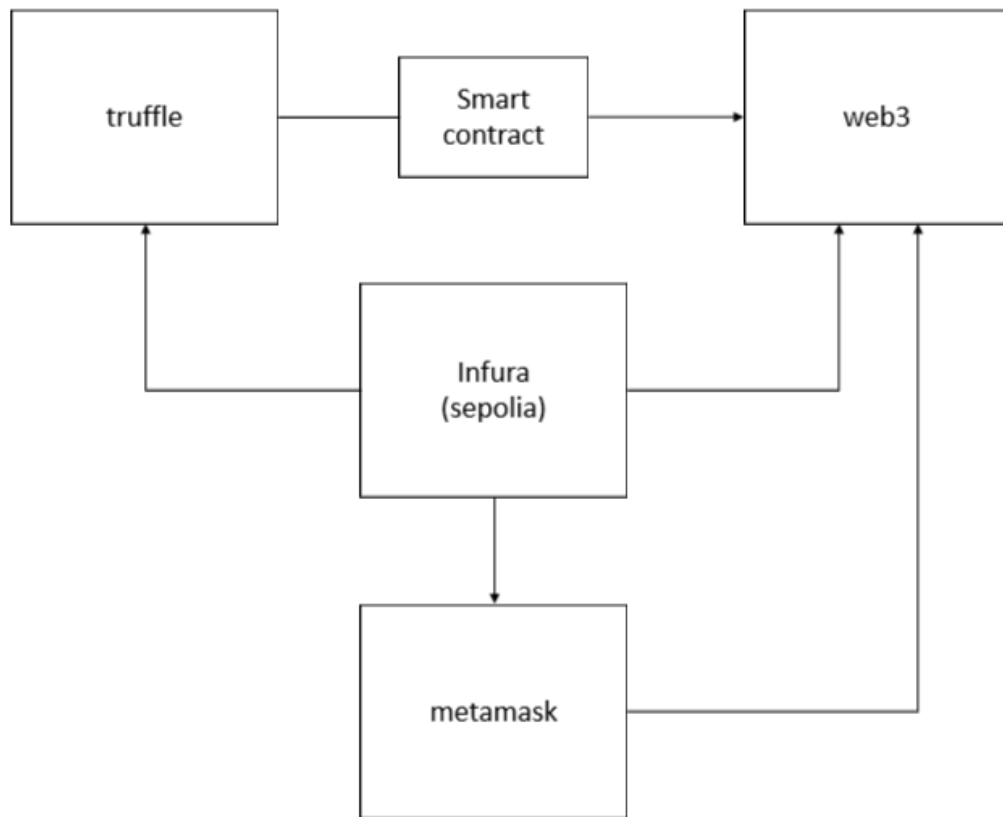 truffle
Smart
contract
web3
Infura
(sepolia)
metamask